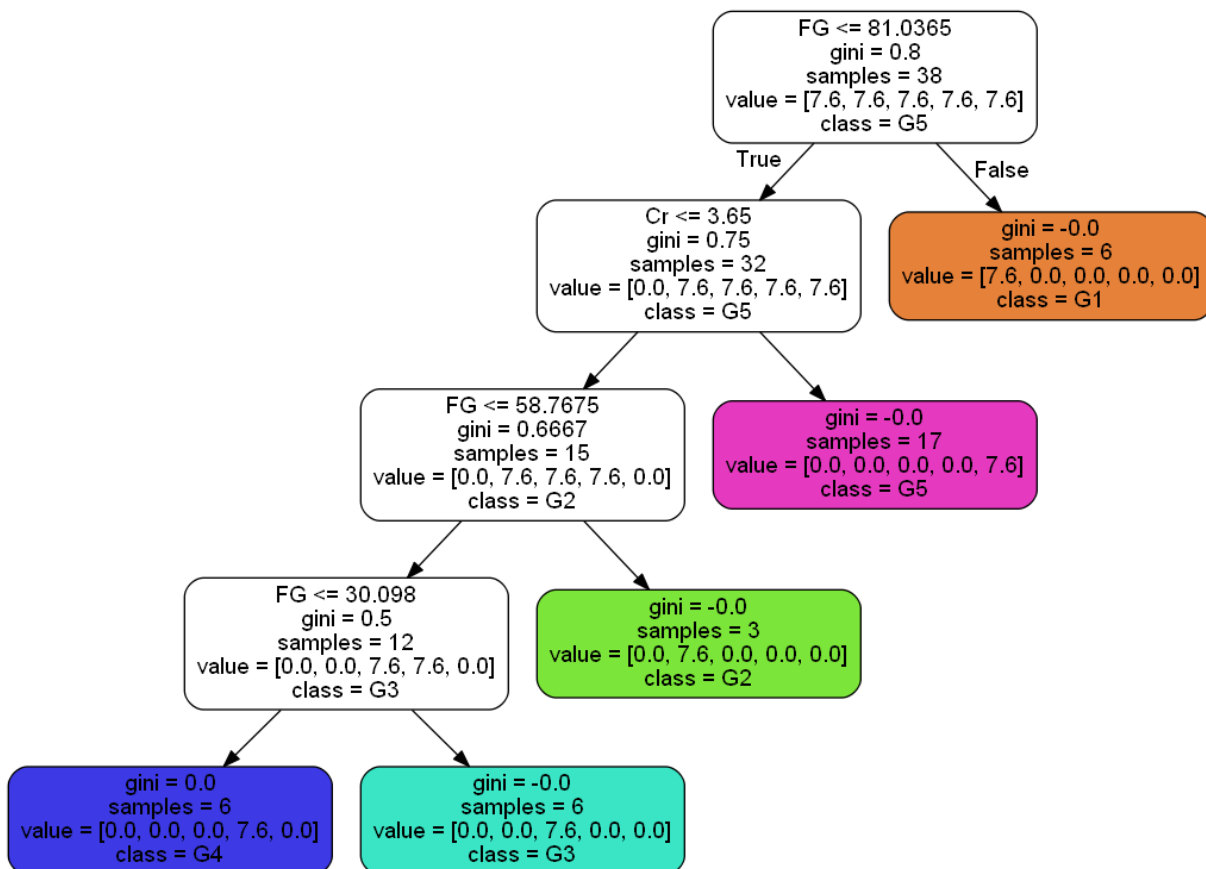 FG <= 81.0365
gini = 0.8
samples = 38
value = [7.6, 7.6, 7.6, 7.6, 7.6]
class = G5
True
False
Cr <= 3.65
gini = 0.75
samples = 32
value = [0.0, 7.6, 7.6, 7.6, 7.6]
class = G5
gini = -0.0
samples = 6
value = [7.6, 0.0, 0.0, 0.0, 0.0]
class = G1
FG <= 58.7675
gini = 0.6667
samples = 15
value = [0.0, 7.6, 7.6, 7.6, 0.0]
class = G2
gini = -0.0
samples = 17
value = [0.0, 0.0, 0.0, 0.0, 7.6]
class = G5
FG <= 30.098
gini = 0.5
samples = 12
value = [0.0, 0.0, 7.6, 7.6, 0.0]
class = G3
gini = -0.0
samples = 3
value = [0.0, 7.6, 0.0, 0.0, 0.0]
class = G2
gini = 0.0
samples = 6
value = [0.0, 0.0, 0.0, 7.6, 0.0]
class = G4
gini = -0.0
samples = 6
value = [0.0, 0.0, 7.6, 0.0, 0.0]
class = G3